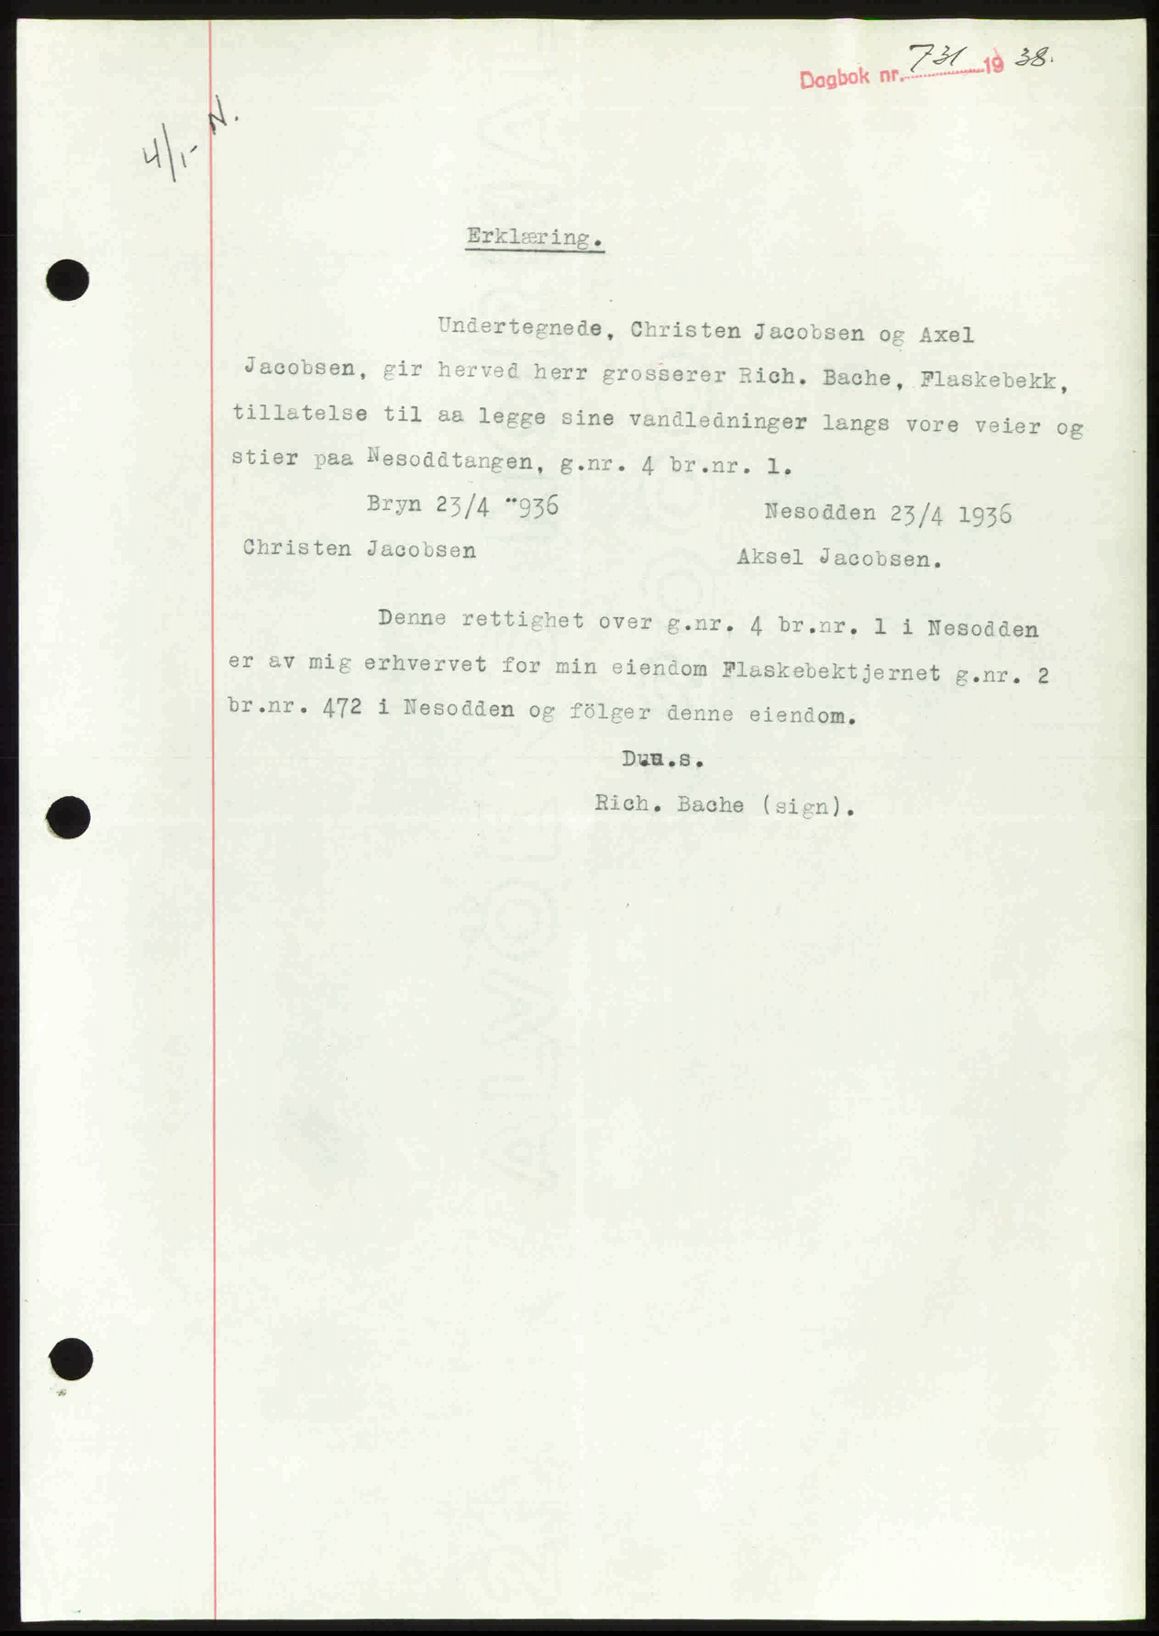 Dagbok nr. 731 19 38.
N.
4/1-
Erklæring.
Undertegnede, Christen Jacobsen og Axel
Jacobsen, gir herved herr grosserer Rich. Bache, Flaskebekk,
tillatelse til aa legge sine vandledninger langs vore veier og
stier paa Nesoddtangen, g.nr. 4 br.nr. 1.
Bryn 23/4 "936 Nesodden 23/4 1936
Christen Jacobsen Aksel Jacobsen.
Denne rettighet over g.nr. 4 br.nr. 1 i Nesodden
er av mig erhvervet for min eiendom Flaskebektjernet g.nr. 2
br.nr. 472 i Nesodden og fölger denne eiendom.
D.u.s.
Rich. Bache (sign).